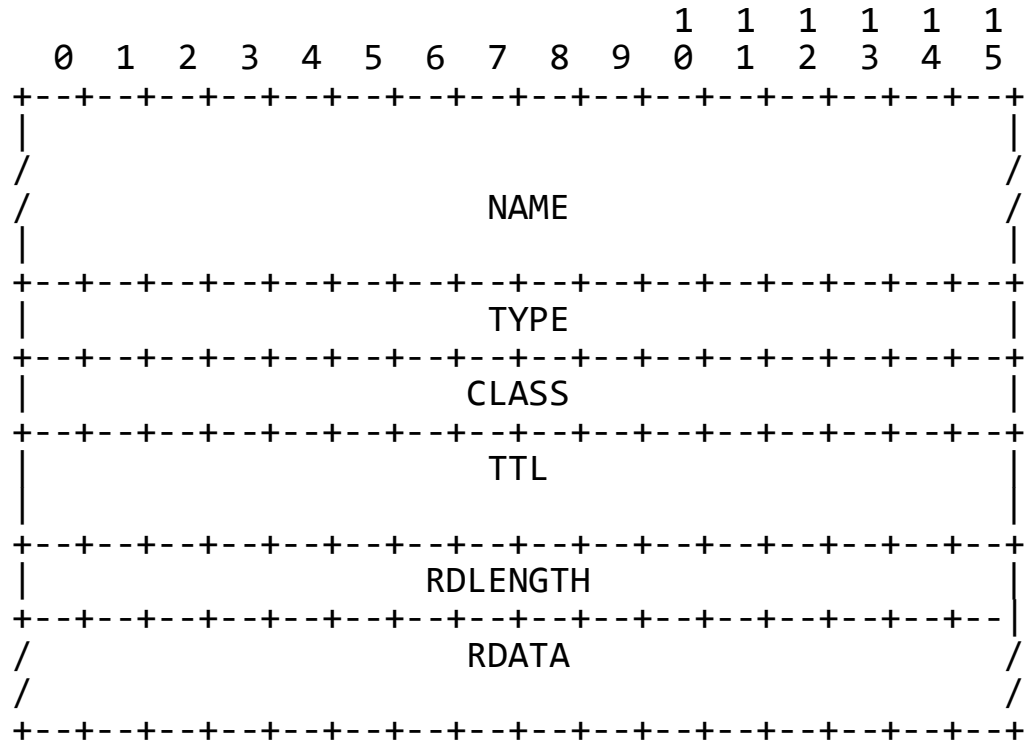 1  1  1  1  1  1
  0  1  2  3  4  5  6  7  8  9  0  1  2  3  4  5
+--+--+--+--+--+--+--+--+--+--+--+--+--+--+--+--+
|                                               |
/                                               /
/                      NAME                     /
|                                               |
+--+--+--+--+--+--+--+--+--+--+--+--+--+--+--+--+
|                      TYPE                     |
+--+--+--+--+--+--+--+--+--+--+--+--+--+--+--+--+
|                     CLASS                     |
+--+--+--+--+--+--+--+--+--+--+--+--+--+--+--+--+
|                      TTL                      |
|                                               |
+--+--+--+--+--+--+--+--+--+--+--+--+--+--+--+--+
|                   RDLENGTH                    |
+--+--+--+--+--+--+--+--+--+--+--+--+--+--+--+--|
/                     RDATA                     /
/                                               /
+--+--+--+--+--+--+--+--+--+--+--+--+--+--+--+--+